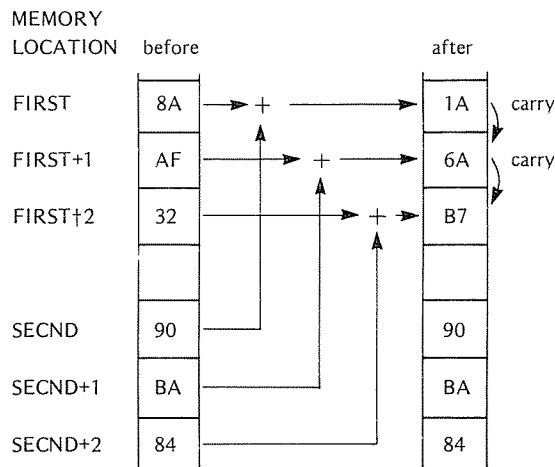 MEMORY
LOCATION before after
FIRST 8A + 1A carry
FIRST+1 AF + 6A carry
FIRST†2 32 + B7
SECND 90 90
SECND+1 BA BA
SECND+2 84 84